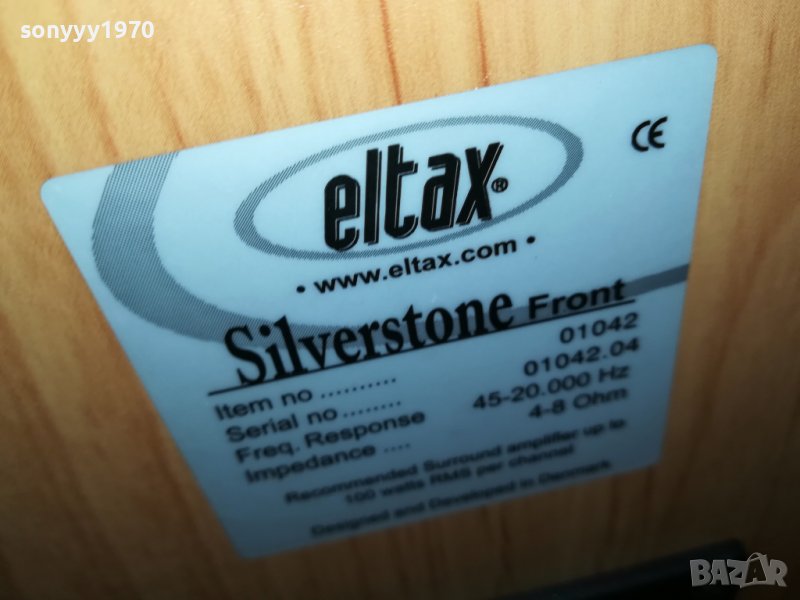 sonyyy1970
eltax®
CE
• www.eltax.com •
Silverstone Front
Item no .......... 01042
Serial no ........ 01042.04
Freq. Response 45-20.000 Hz
Impedance .... 4-8 Ohm
Recommended Surround amplifier up to
100 watts RMS per channel
Designed and Developed in Denmark
BAZAR